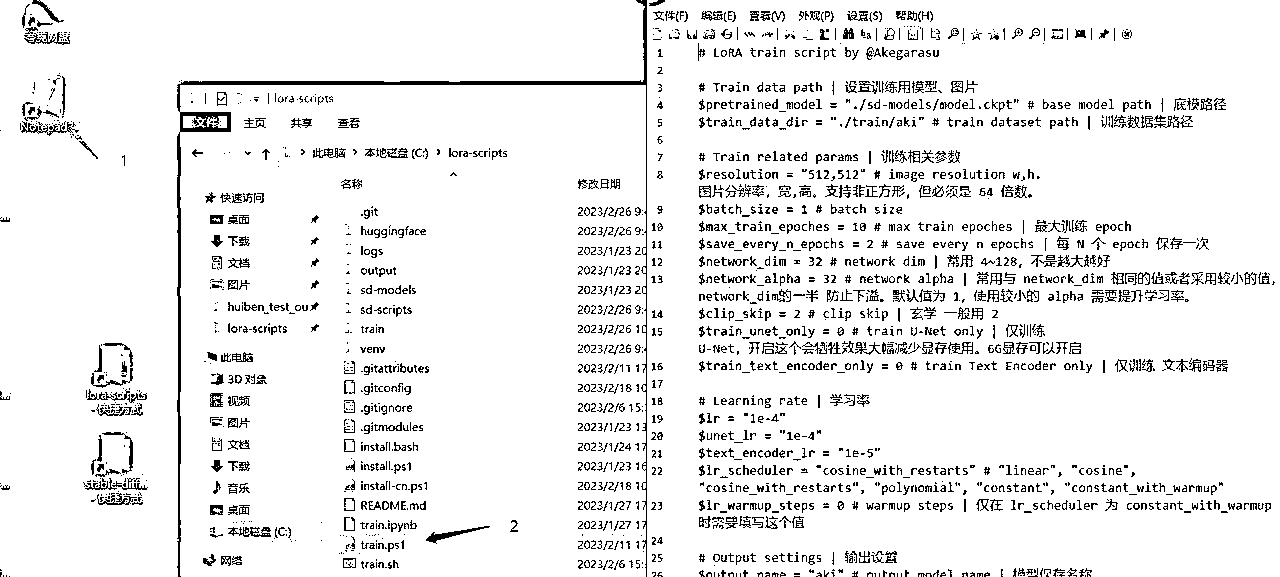 Notepad3
1
lora-scripts
- 快捷方式
stable-diffi...
- 快捷方式
lora-scripts
文件
主页
共享
查看
此电脑
本地磁盘 (C:)
lora-scripts
名称
修改日期
快速访问
桌面
下载
文档
图片
huiben_test_ou
lora-scripts
此电脑
3D 对象
视频
图片
文档
下载
音乐
桌面
本地磁盘 (C:)
网络
.git 2023/2/26 9:
huggingface 2023/2/26 9:
logs 2023/1/23 20
output 2023/1/23 20
sd-models 2023/1/23 20
sd-scripts 2023/2/26 9:
train 2023/2/26 10
venv 2023/2/26 9:
.gitattributes 2023/2/11 17
.gitconfig 2023/2/18 10
.gitignore 2023/2/6 15:
.gitmodules 2023/1/23 13
install.bash 2023/1/24 17
install.ps1 2023/1/23 16
install-cn.ps1 2023/2/18 10
README.md 2023/1/27 17
train.ipynb 2023/1/27 17
train.ps1 2023/2/11 17
train.sh 2023/2/6 15:
2
文件(F) 编辑(E) 查看(V) 外观(P) 设置(S) 帮助(H)
1 # LoRA train script by @Akegarasu
2
3 # Train data path | 设置训练用模型、图片
4 $pretrained_model = "./sd-models/model.ckpt" # base model path | 底模路径
5 $train_data_dir = "./train/aki" # train dataset path | 训练数据集路径
6
7 # Train related params | 训练相关参数
8 $resolution = "512,512" # image resolution w,h.
图片分辨率，宽,高。支持非正方形，但必须是 64 倍数。
9 $batch_size = 1 # batch size
10 $max_train_epoches = 10 # max train epoches | 最大训练 epoch
11 $save_every_n_epochs = 2 # save every n epochs | 每 N 个 epoch 保存一次
12 $network_dim = 32 # network dim | 常用 4~128，不是越大越好
13 $network_alpha = 32 # network alpha | 常用与 network_dim 相同的值或者采用较小的值，
network_dim的一半 防止下溢。默认值为 1，使用较小的 alpha 需要提升学习率。
14 $clip_skip = 2 # clip skip | 玄学 一般用 2
15 $train_unet_only = 0 # train U-Net only | 仅训练
U-Net，开启这个会牺牲效果大幅减少显存使用。6G显存可以开启
16 $train_text_encoder_only = 0 # train Text Encoder only | 仅训练 文本编码器
17
18 # Learning rate | 学习率
19 $lr = "1e-4"
20 $unet_lr = "1e-4"
21 $text_encoder_lr = "1e-5"
22 $lr_scheduler = "cosine_with_restarts" # "linear", "cosine",
"cosine_with_restarts", "polynomial", "constant", "constant_with_warmup"
23 $lr_warmup_steps = 0 # warmup steps | 仅在 lr_scheduler 为 constant_with_warmup
时需要填写这个值
24
25 # Output settings | 输出设置
26 $output_name = "aki" # output model name | 模型保存名称